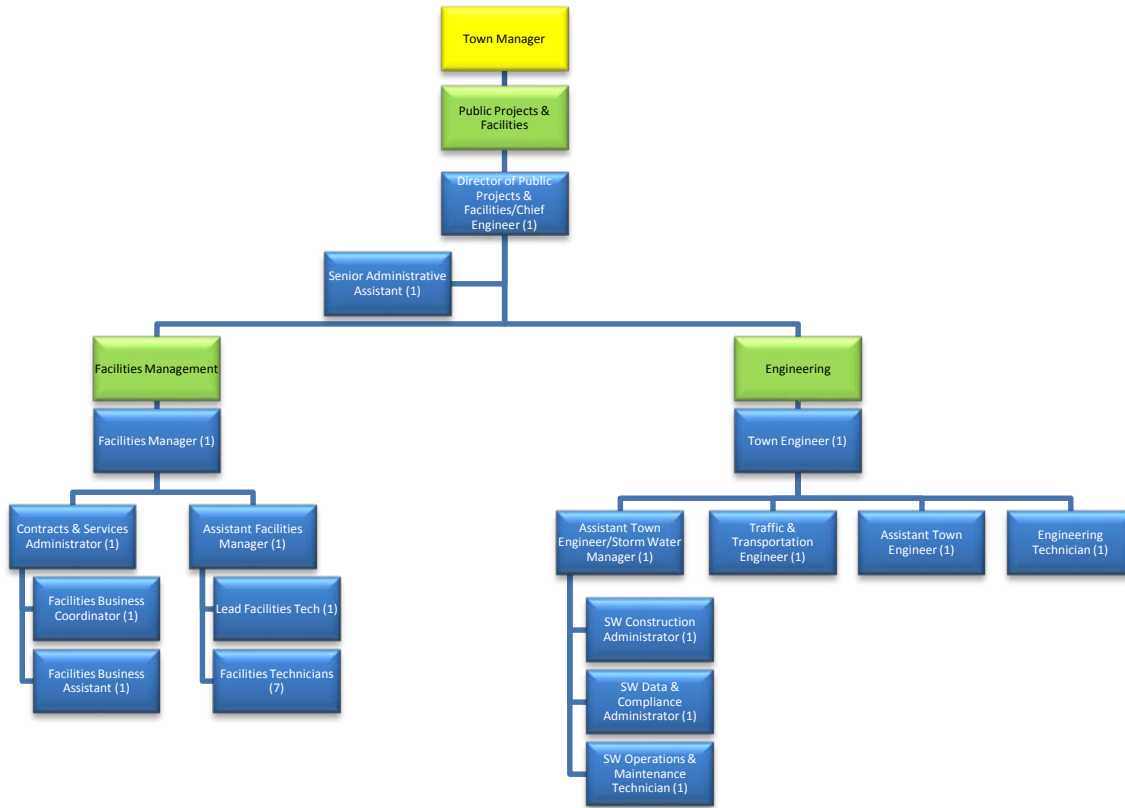 Town Manager
Public Projects &
Facilities
Director of Public
Projects &
Facilities/Chief
Engineer (1)
Senior Administrative
Assistant (1)
Facilities Management
Engineering
Facilities Manager (1)
Town Engineer (1)
Contracts & Services
Administrator (1)
Assistant Facilities
Manager (1)
Assistant Town
Engineer/Storm Water
Manager (1)
Traffic &
Transportation
Engineer (1)
Assistant Town
Engineer (1)
Engineering
Technician (1)
Facilities Business
Coordinator (1)
Lead Facilities Tech (1)
SW Construction
Administrator (1)
Facilities Business
Assistant (1)
Facilities Technicians
(7)
SW Data &
Compliance
Administrator (1)
SW Operations &
Maintenance
Technician (1)